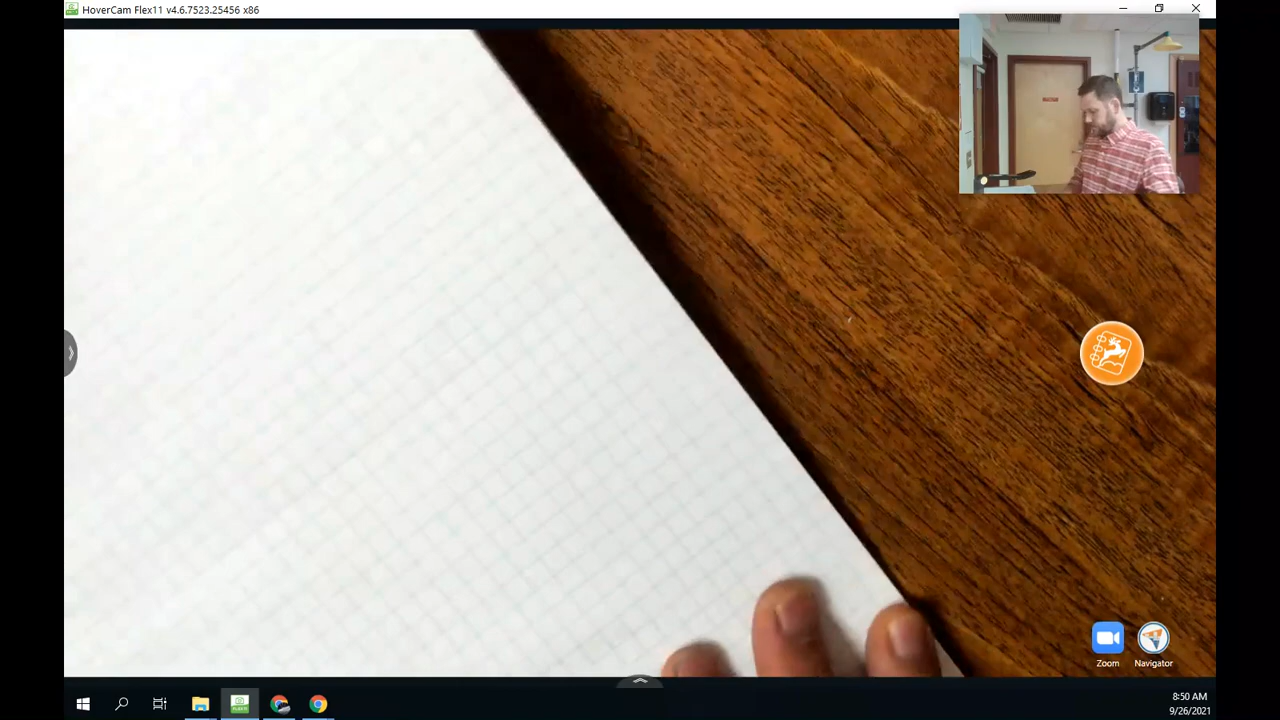 HoverCam Flex11 v4.6.7523.25456 x86
Zoom
Navigator
8:50 AM
9/26/2021